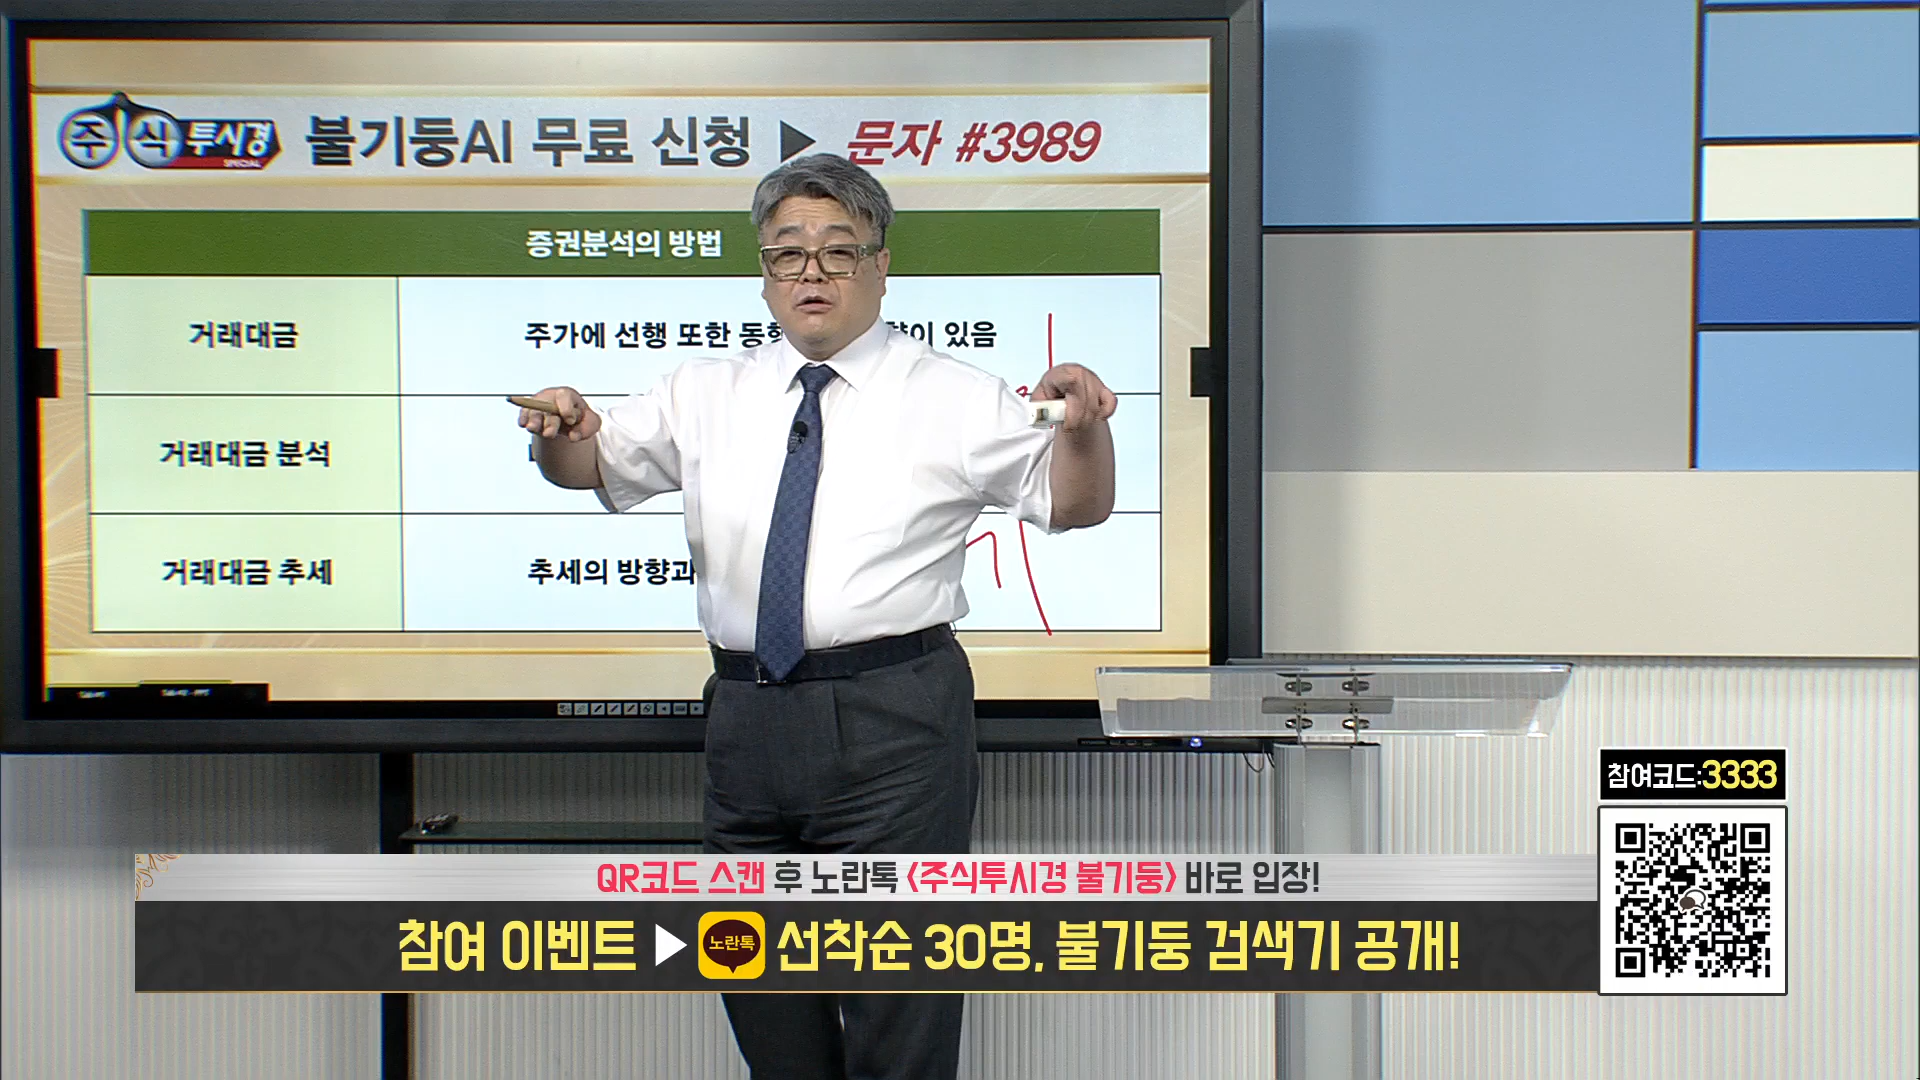 주식투시경
SPECIAL
불기둥AI 무료 신청 ▶ 문자 #3989
증권분석의 방법
거래대금
주가에 선행 또한 동 이 있음
거래대금 분석
거래대금 추세
추세의 방향과
참여코드:3333
QR코드 스캔 후 노란톡 <주식투시경 불기둥> 바로 입장!
참여 이벤트 ▶ 노란톡 선착순 30명, 불기둥 검색기 공개!